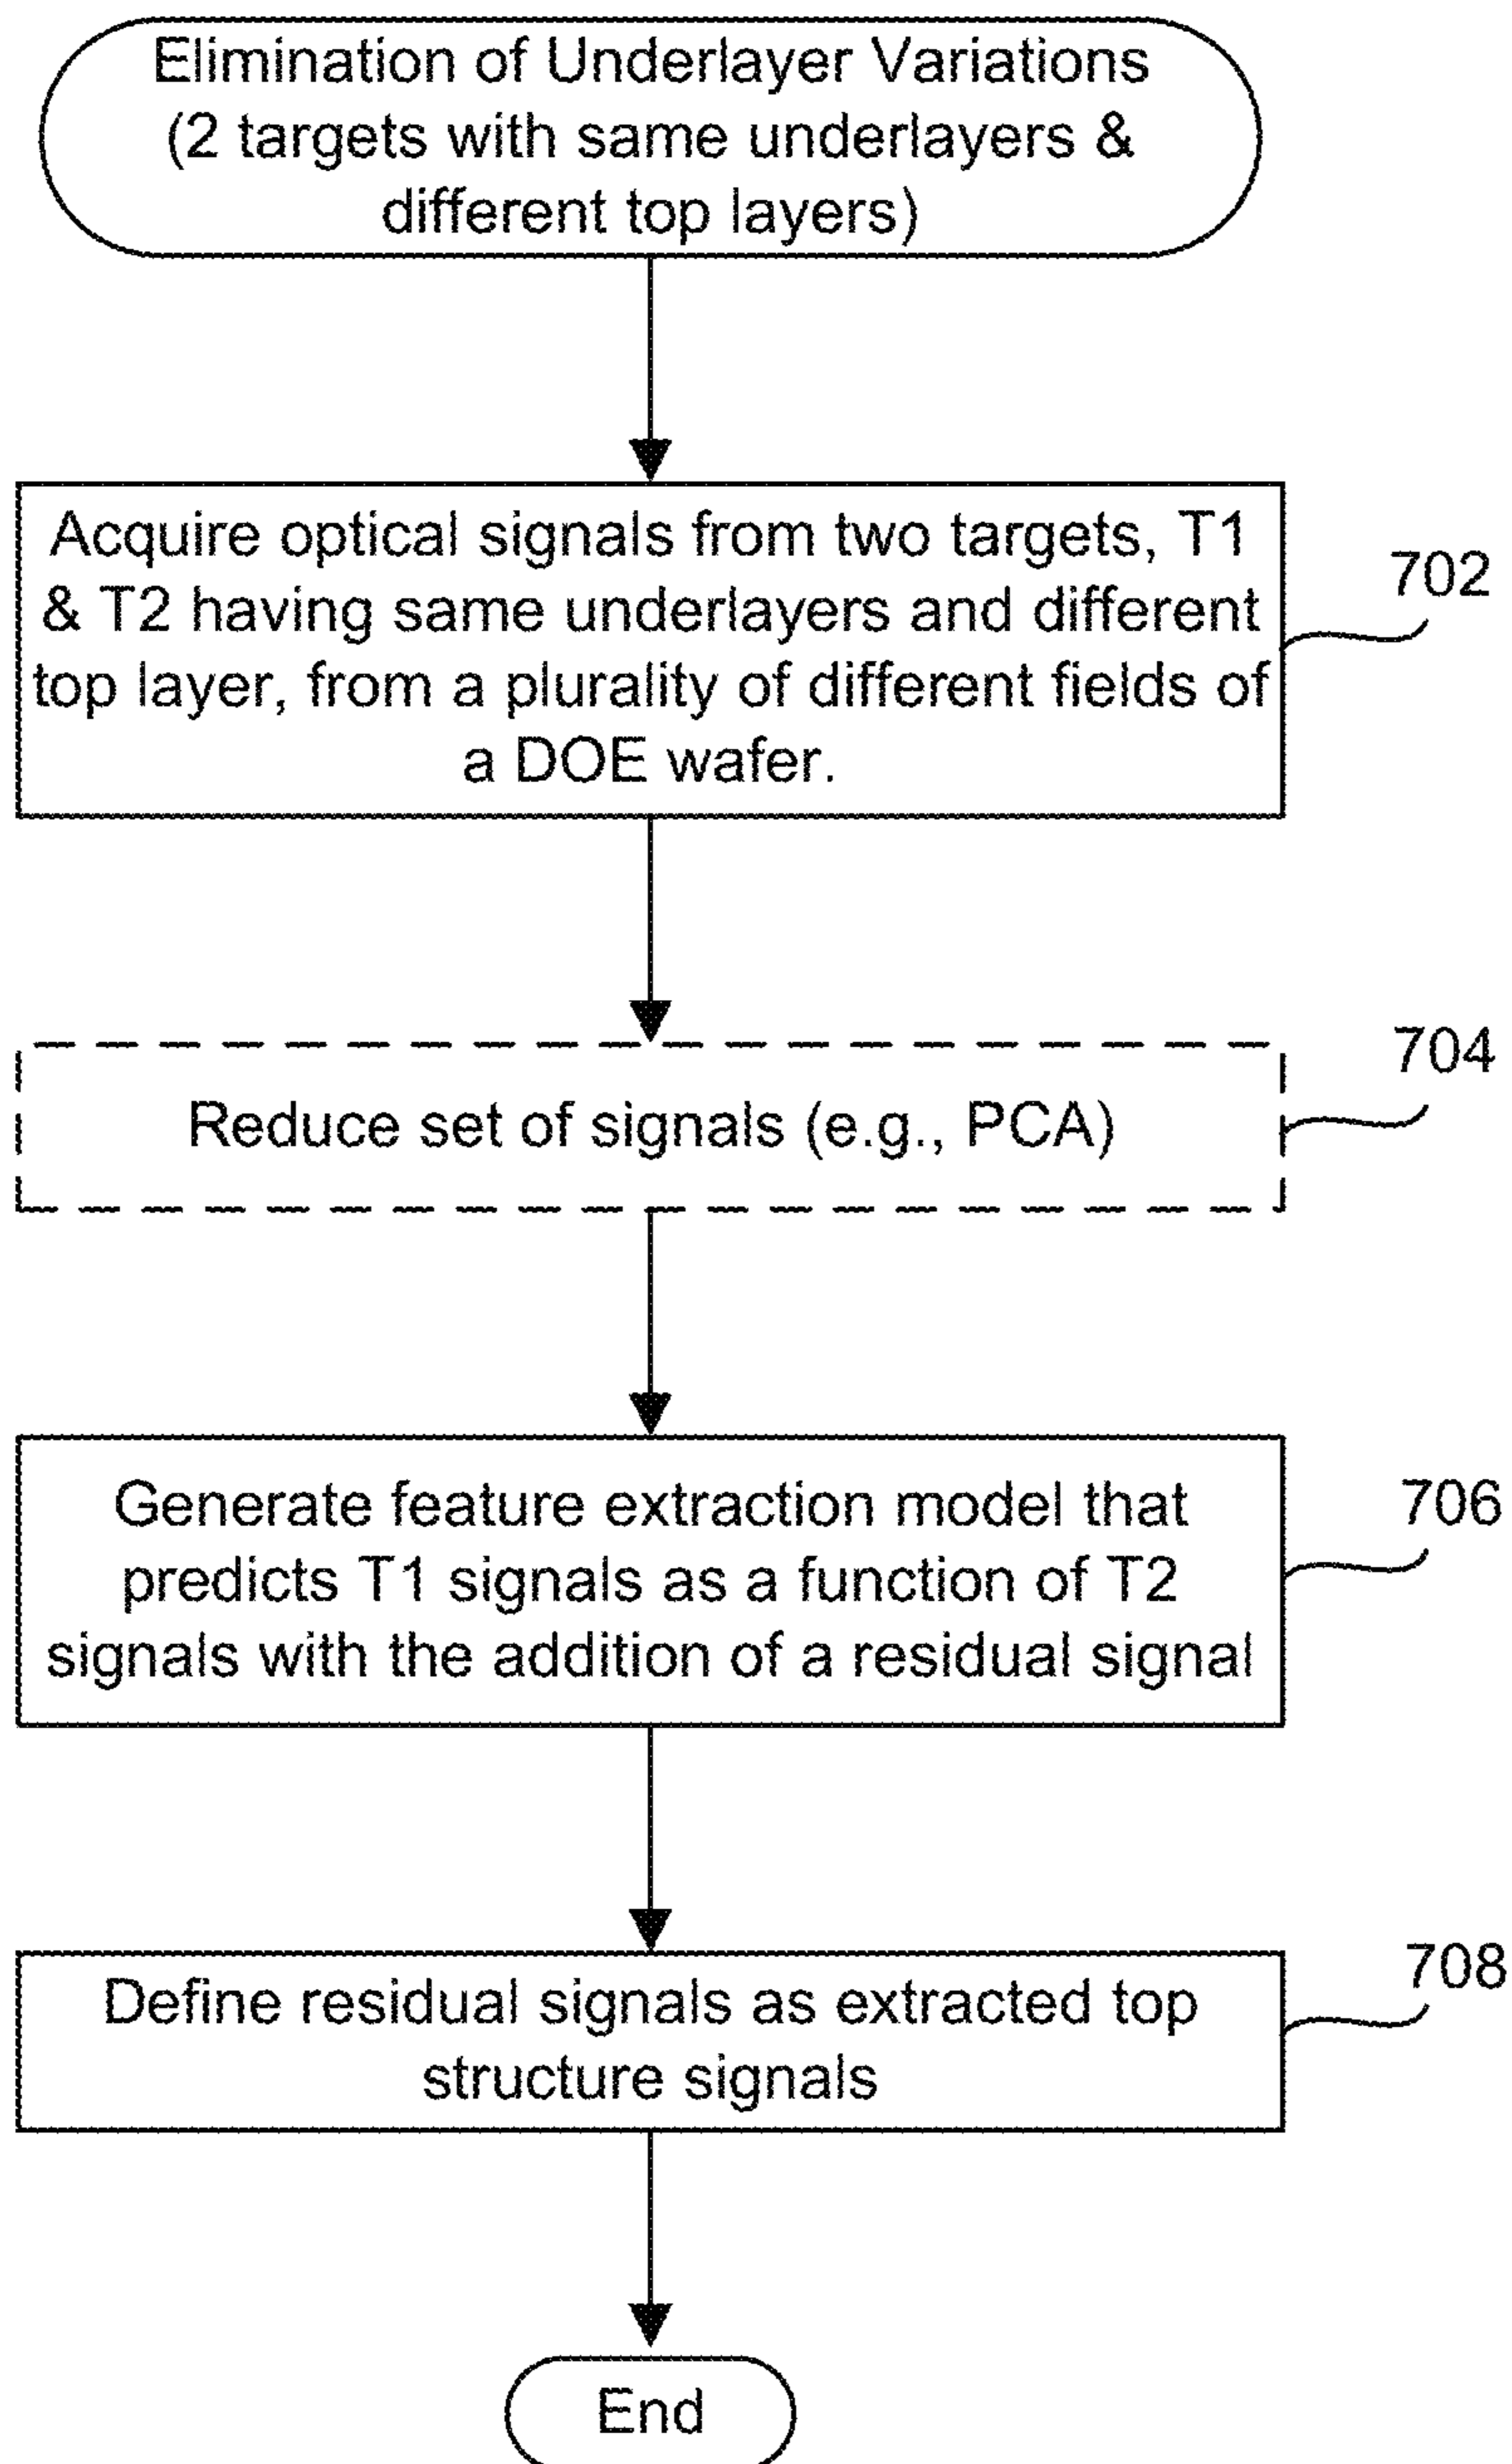 Elimination of Underlayer Variations
(2 targets with same underlayers &
different top layers)
Acquire optical signals from two targets, T1
& T2 having same underlayers and different
top layer, from a plurality of different fields of
a DOE wafer.
702
Reduce set of signals (e.g., PCA)
704
Generate feature extraction model that
predicts T1 signals as a function of T2
signals with the addition of a residual signal
706
Define residual signals as extracted top
structure signals
708
End